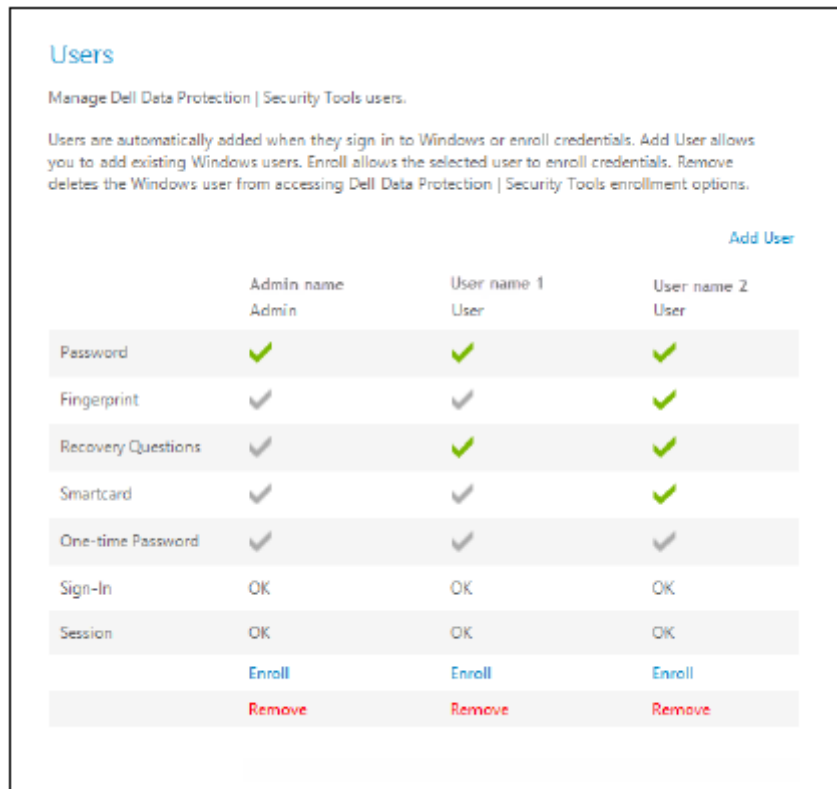 Users
Manage Dell Data Protection | Security Tools users.
Users are automatically added when they sign in to Windows or enroll credentials. Add User allows
you to add existing Windows users. Enroll allows the selected user to enroll credentials. Remove
deletes the Windows user from accessing Dell Data Protection | Security Tools enrollment options.
Add User
Admin name User name 1 User name 2
Admin User User
Password
Fingerprint
Recovery Questions
Smartcard
One-time Password
Sign-In OK OK OK
Session OK OK OK
Enroll Enroll Enroll
Remove Remove Remove